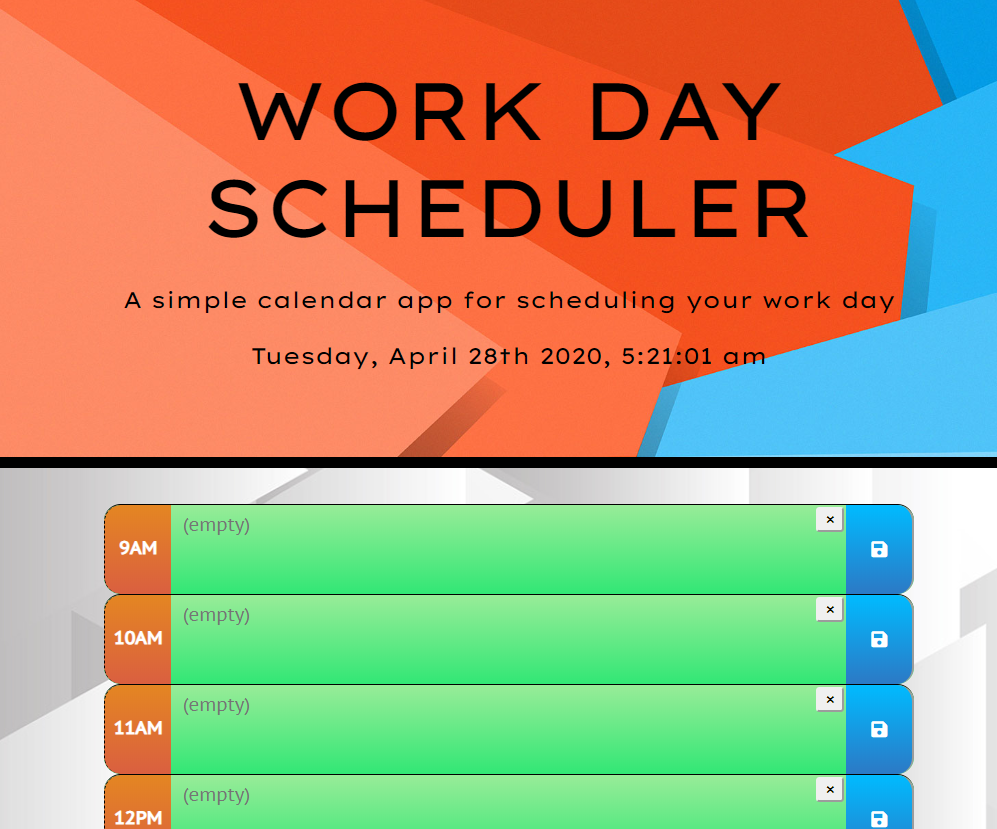 WORK DAY
SCHEDULER
A simple calendar app for scheduling your work day
Tuesday, April 28th 2020, 5:21:01 am
9AM
(empty)
×
10AM
(empty)
×
11AM
(empty)
×
12PM
(empty)
×